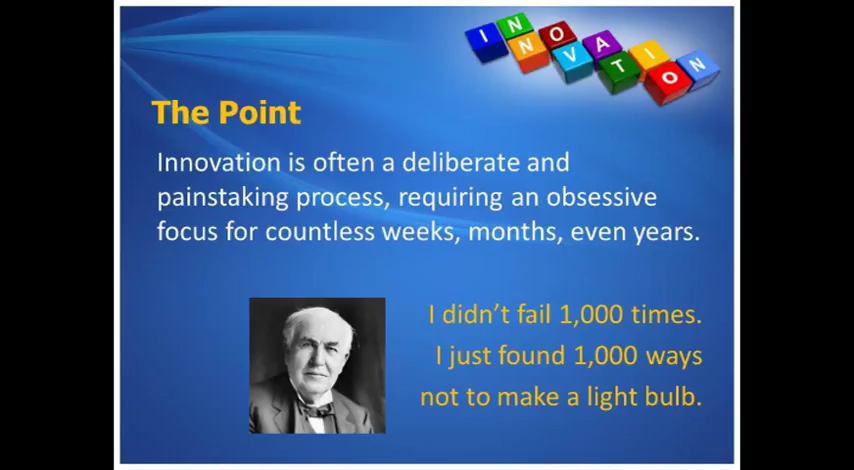 INNOVATION
The Point
Innovation is often a deliberate and
painstaking process, requiring an obsessive
focus for countless weeks, months, even years.
I didn’t fail 1,000 times.
I just found 1,000 ways
not to make a light bulb.